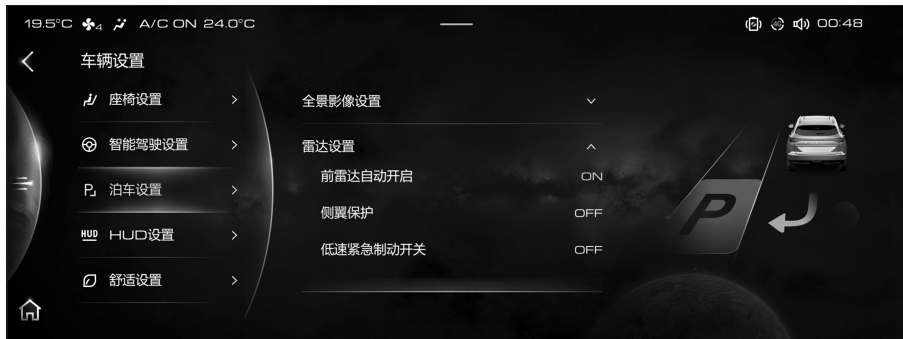 19.5°C 4 A/C ON 24.0°C 4G 00:48
车辆设置
座椅设置
智能驾驶设置
泊车设置
HUD HUD设置
舒适设置
全景影像设置
雷达设置
前雷达自动开启 ON
侧翼保护 OFF
低速紧急制动开关 OFF
P